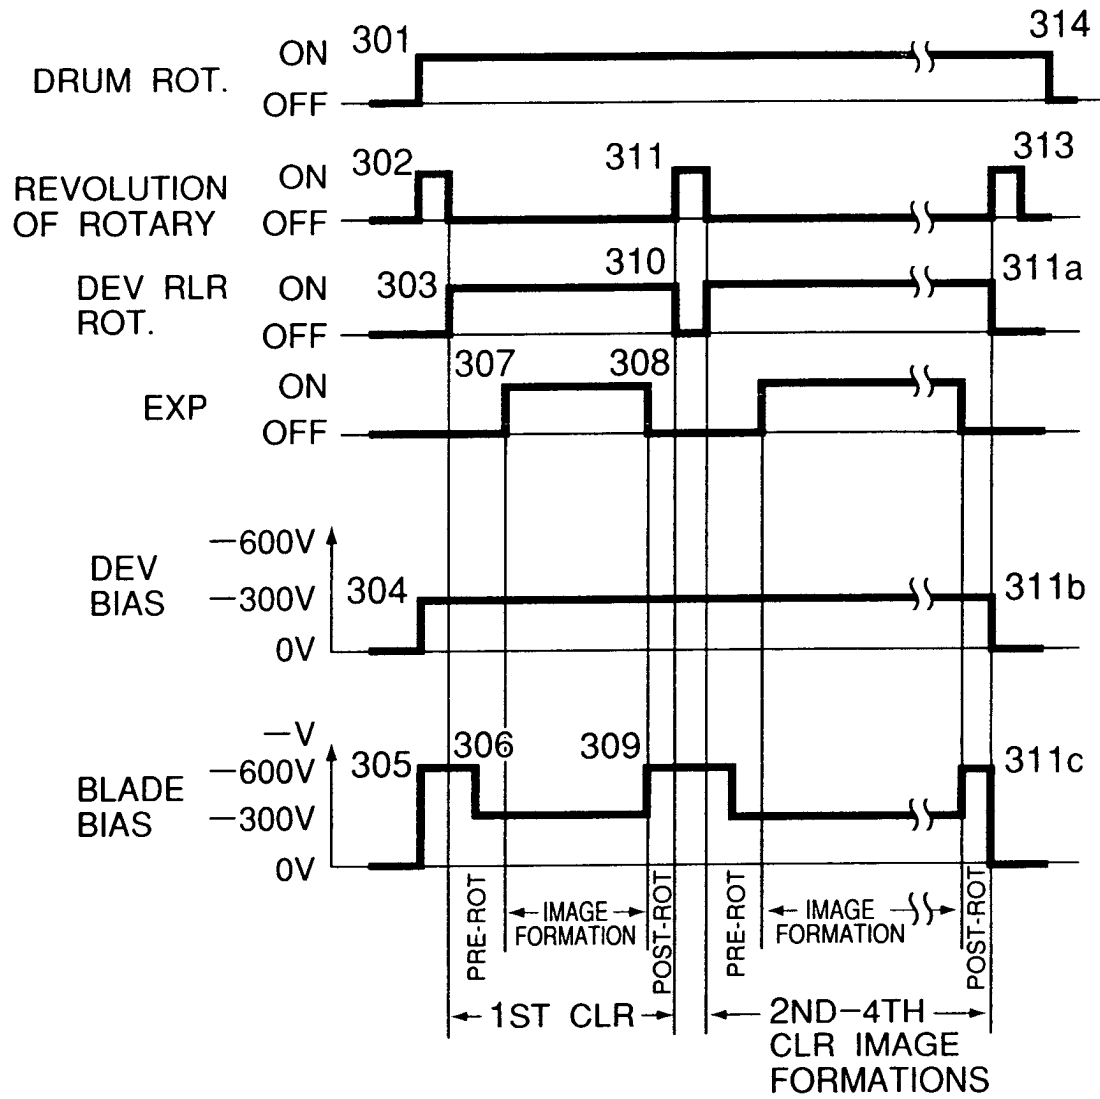 301
314
ON
DRUM ROT.
OFF
302
311
313
ON
REVOLUTION
OF ROTARY
OFF
303
310
311a
DEV RLR
ROT.
ON
OFF
307
308
ON
EXP
OFF
－600V
DEV
BIAS
304
－300V
311b
0V
－V
305
306
309
311c
－600V
BLADE
BIAS
－300V
0V
PRE-ROT
IMAGE
FORMATION
POST-ROT
PRE-ROT
IMAGE
FORMATION
POST-ROT
1ST CLR
2ND-4TH
CLR IMAGE
FORMATIONS